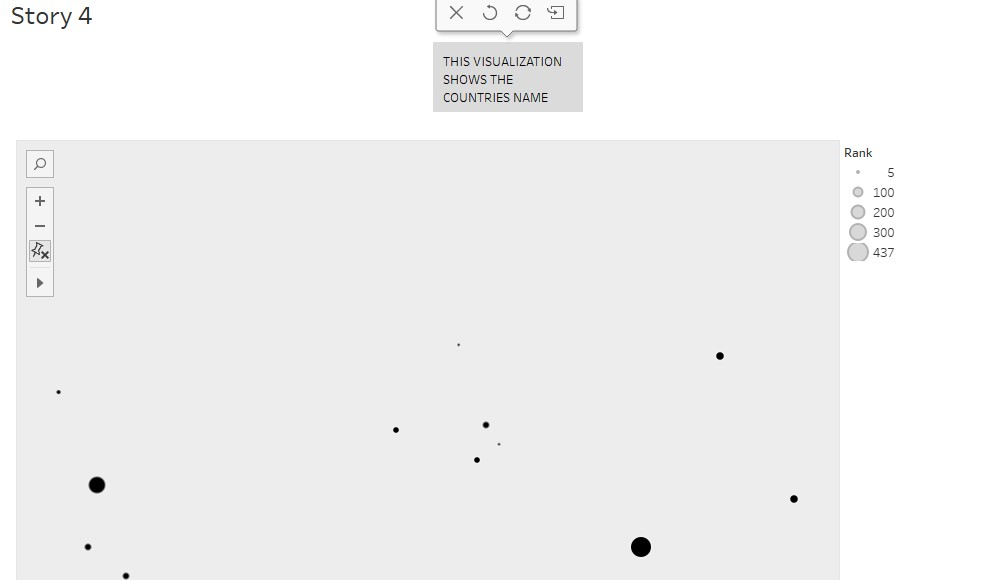 Story 4
THIS VISUALIZATION
SHOWS THE
COUNTRIES NAME
Rank
5
100
200
300
437